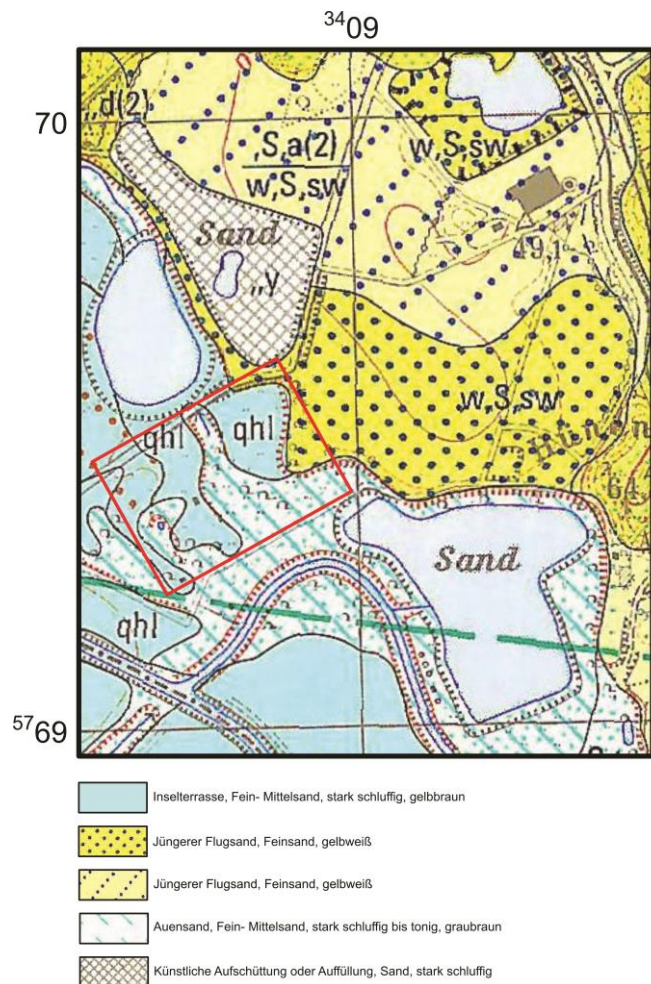 ³⁴09
70
,,d(2)
,S,a(2)
w,S,sw
w,S,sw
Sand
,,y
49,1
w,S,sw
qhl
qhl
Hünen
64
Sand
qhl
⁵⁷69
Inselterrasse, Fein- Mittelsand, stark schluffig, gelbbraun
Jüngerer Flugsand, Feinsand, gelbweiß
Jüngerer Flugsand, Feinsand, gelbweiß
Auensand, Fein- Mittelsand, stark schluffig bis tonig, graubraun
Künstliche Aufschüttung oder Auffüllung, Sand, stark schluffig